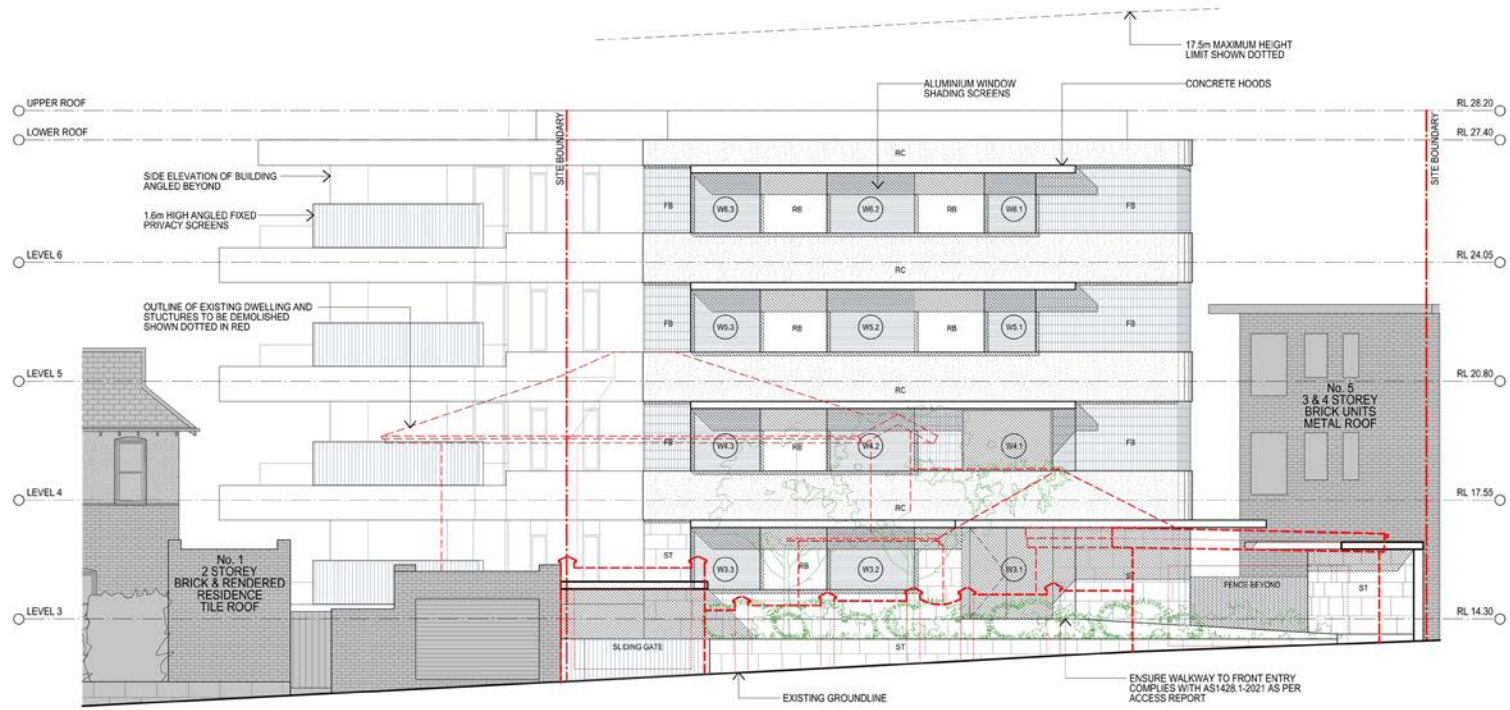 17.5m MAXIMUM HEIGHT
LIMIT SHOWN DOTTED
ALUMINIUM WINDOW
SHADING SCREENS
CONCRETE HOODS
UPPER ROOF
RL 28.20
LOWER ROOF
RL 27.40
SITE BOUNDARY
SITE BOUNDARY
RC
SIDE ELEVATION OF BUILDING
ANGLED BEYOND
1.6m HIGH ANGLED FIXED
PRIVACY SCREENS
FB
W6.3
RB
W6.2
RB
W6.1
FB
LEVEL 6
RC
RL 24.05
OUTLINE OF EXISTING DWELLING AND
STUCTURES TO BE DEMOLISHED
SHOWN DOTTED IN RED
FB
W5.3
RB
W5.2
RB
W5.1
FB
LEVEL 5
RC
RL 20.80
No. 5
3 & 4 STOREY
BRICK UNITS
METAL ROOF
FB
W4.3
RB
W4.2
W4.1
FB
LEVEL 4
RC
RL 17.55
ST
No. 1
2 STOREY
BRICK & RENDERED
RESIDENCE
TILE ROOF
W3.3
RB
W3.2
W3.1
FENCE BEYOND
ST
LEVEL 3
RL 14.30
SLIDING GATE
ST
EXISTING GROUNDLINE
ENSURE WALKWAY TO FRONT ENTRY
COMPLIES WITH AS1428.1-2021 AS PER
ACCESS REPORT